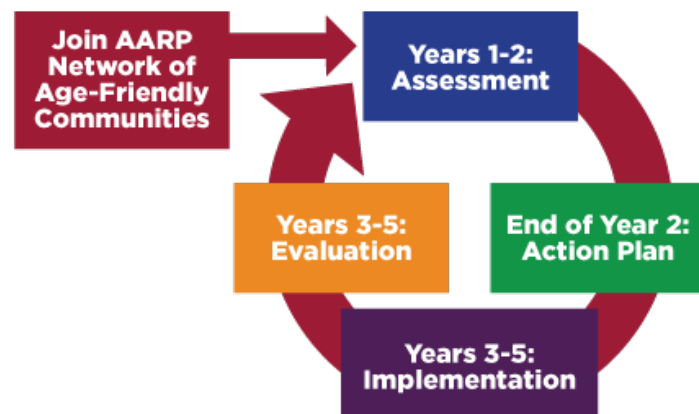 Join AARP
Network of
Age-Friendly
Communities
Years 1-2:
Assessment
End of Year 2:
Action Plan
Years 3-5:
Implementation
Years 3-5:
Evaluation